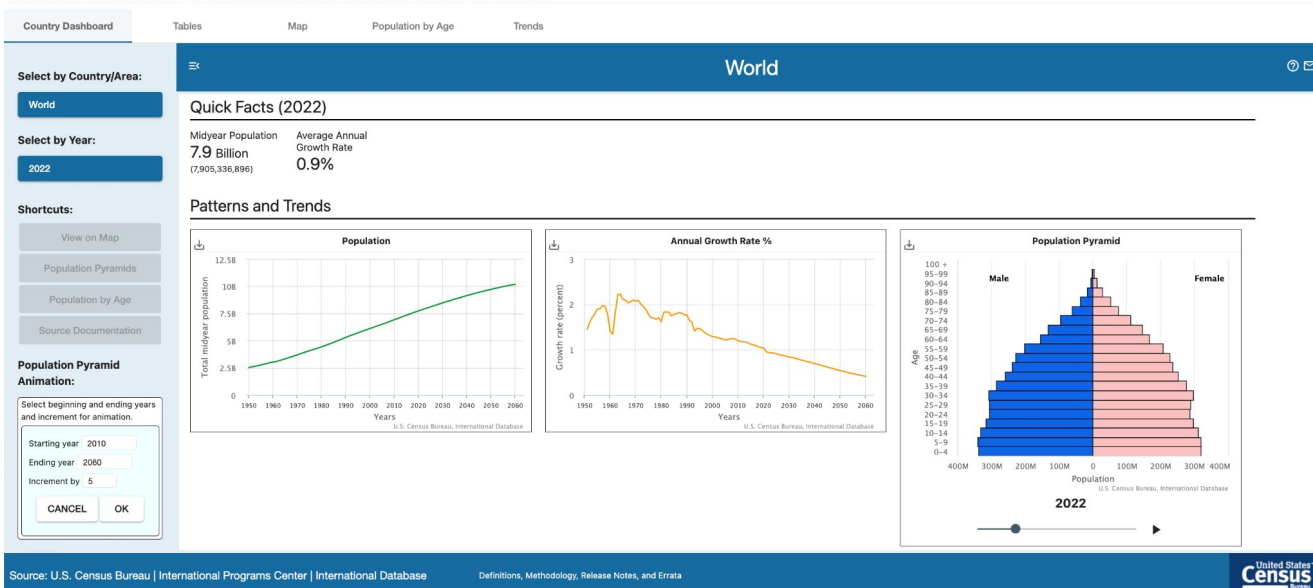 Country Dashboard Tables Map Population by Age Trends
Select by Country/Area:
World
Select by Year:
2022
Shortcuts:
View on Map
Population Pyramids
Population by Age
Source Documentation
Population Pyramid
Animation:
Select beginning and ending years
and increment for animation.
Starting year 2010
Ending year 2060
Increment by 5
CANCEL OK
World
Quick Facts (2022)
Midyear Population
7.9 Billion
(7,905,336,896)
Average Annual
Growth Rate
0.9%
Patterns and Trends
Population
Total midyear population
12.5B
10B
7.5B
5B
2.5B
0
1950 1960 1970 1980 1990 2000 2010 2020 2030 2040 2050 2060
Years
U.S. Census Bureau, International Database
Annual Growth Rate %
Growth rate (percent)
3
2
1
0
1950 1960 1970 1980 1990 2000 2010 2020 2030 2040 2050 2060
Years
U.S. Census Bureau, International Database
Population Pyramid
Male Female
Age
100 +
95-99
90-94
85-89
80-84
75-79
70-74
65-69
60-64
55-59
50-54
45-49
40-44
35-39
30-34
25-29
20-24
15-19
10-14
5-9
0-4
400M 300M 200M 100M 0 100M 200M 300M 400M
Population
U.S. Census Bureau, International Database
2022
Source: U.S. Census Bureau | International Programs Center | International Database
Definitions, Methodology, Release Notes, and Errata
United States
Census
Bureau